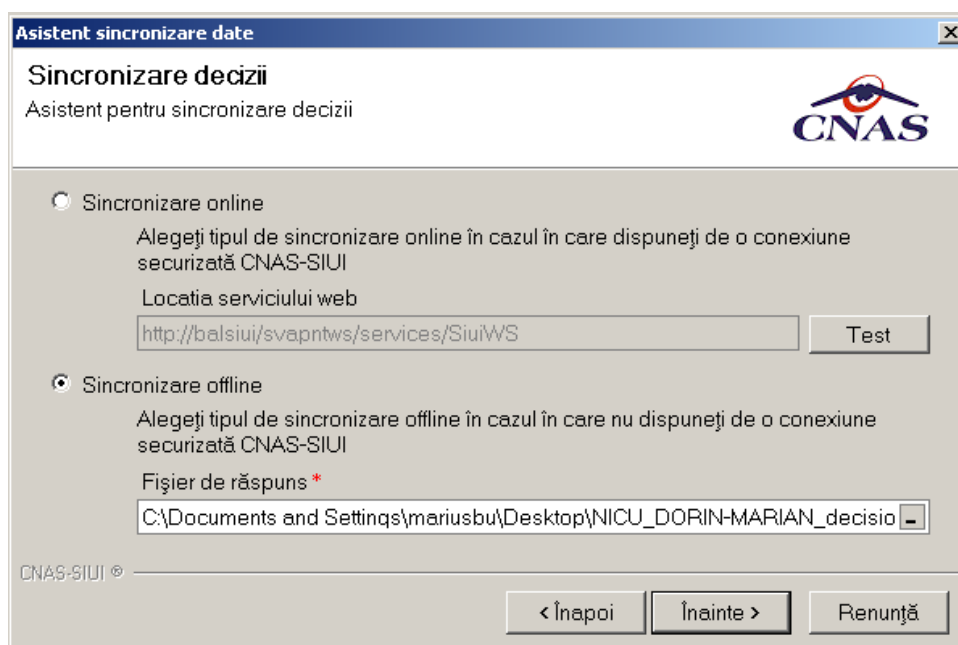 Asistent sincronizare date
Sincronizare decizii
Asistent pentru sincronizare decizii
CNAS
Sincronizare online
Alegeţi tipul de sincronizare online în cazul în care dispuneţi de o conexiune
securizată CNAS-SIUI
Locatia serviciului web
http://balsiui/svapntws/services/SiuiWS
Test
Sincronizare offline
Alegeţi tipul de sincronizare offline în cazul în care nu dispuneţi de o conexiune
securizată CNAS-SIUI
Fişier de răspuns *
C:\Documents and Settings\mariusbu\Desktop\NICU_DORIN-MARIAN_decisio
CNAS-SIUI ®
< Înapoi
Înainte >
Renunţă